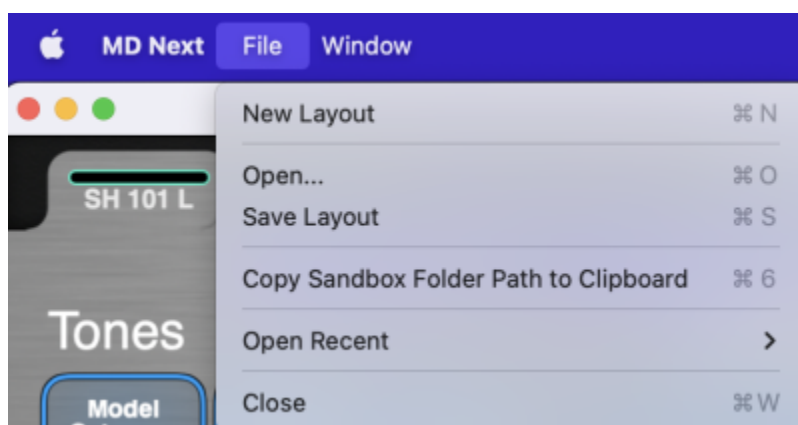 MD Next File Window
New Layout ⌘ N
Open... ⌘ O
Save Layout ⌘ S
Copy Sandbox Folder Path to Clipboard ⌘ 6
Open Recent
Close ⌘ W
SH 101 L
Tones
Model